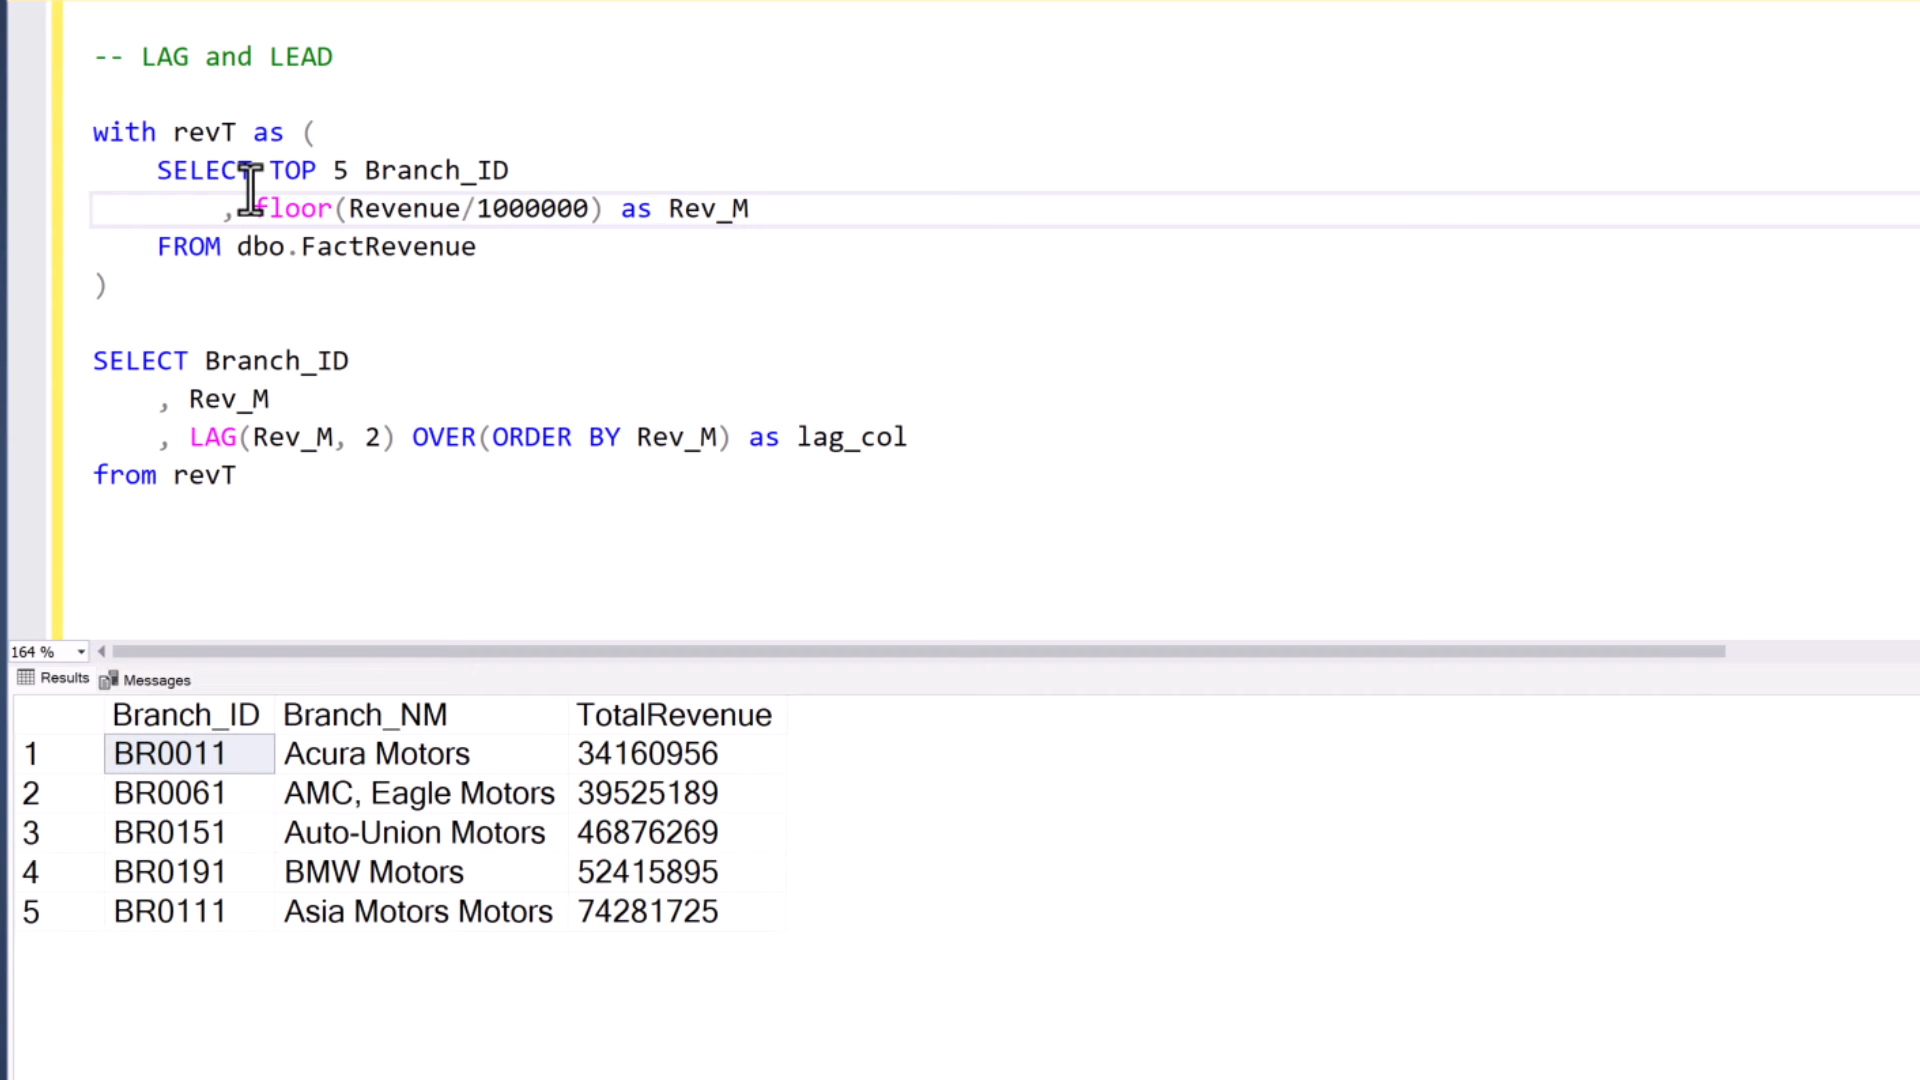 -- LAG and LEAD
with revT as (
SELECT TOP 5 Branch_ID
, floor(Revenue/1000000) as Rev_M
FROM dbo.FactRevenue
)
SELECT Branch_ID
, Rev_M
, LAG(Rev_M, 2) OVER(ORDER BY Rev_M) as lag_col
from revT
164 %
Results Messages
Branch_ID Branch_NM TotalRevenue
1 BR0011 Acura Motors 34160956
2 BR0061 AMC, Eagle Motors 39525189
3 BR0151 Auto-Union Motors 46876269
4 BR0191 BMW Motors 52415895
5 BR0111 Asia Motors Motors 74281725